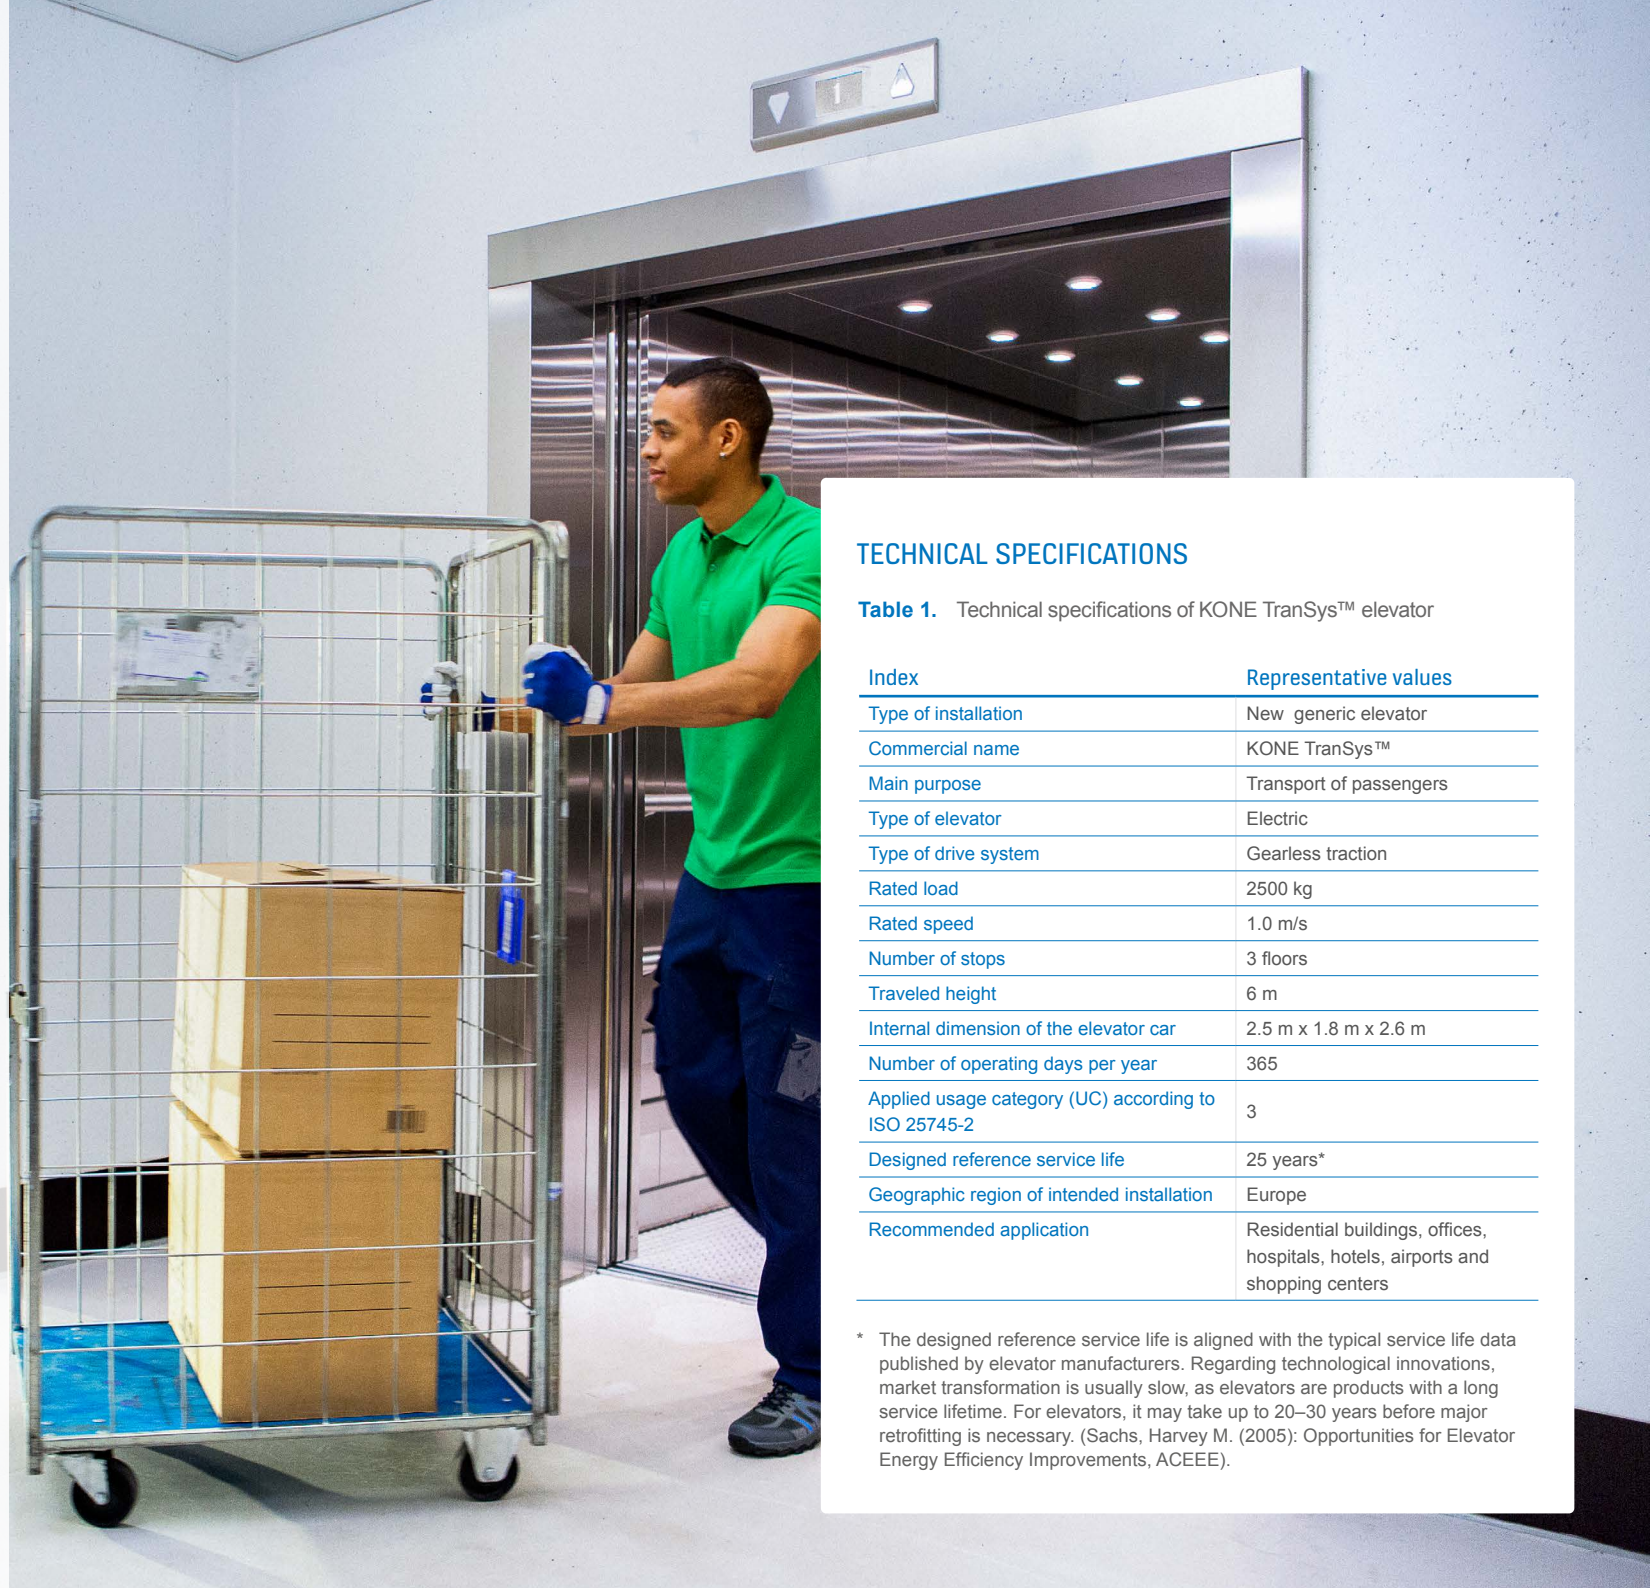 1
TECHNICAL SPECIFICATIONS
Table 1. Technical specifications of KONE TranSys™ elevator
Index Representative values
Type of installation New generic elevator
Commercial name KONE TranSys™
Main purpose Transport of passengers
Type of elevator Electric
Type of drive system Gearless traction
Rated load 2500 kg
Rated speed 1.0 m/s
Number of stops 3 floors
Traveled height 6 m
Internal dimension of the elevator car 2.5 m x 1.8 m x 2.6 m
Number of operating days per year 365
Applied usage category (UC) according to
ISO 25745-2 3
Designed reference service life 25 years*
Geographic region of intended installation Europe
Recommended application Residential buildings, offices,
hospitals, hotels, airports and
shopping centers
* The designed reference service life is aligned with the typical service life data
published by elevator manufacturers. Regarding technological innovations,
market transformation is usually slow, as elevators are products with a long
service lifetime. For elevators, it may take up to 20–30 years before major
retrofitting is necessary. (Sachs, Harvey M. (2005): Opportunities for Elevator
Energy Efficiency Improvements, ACEEE).